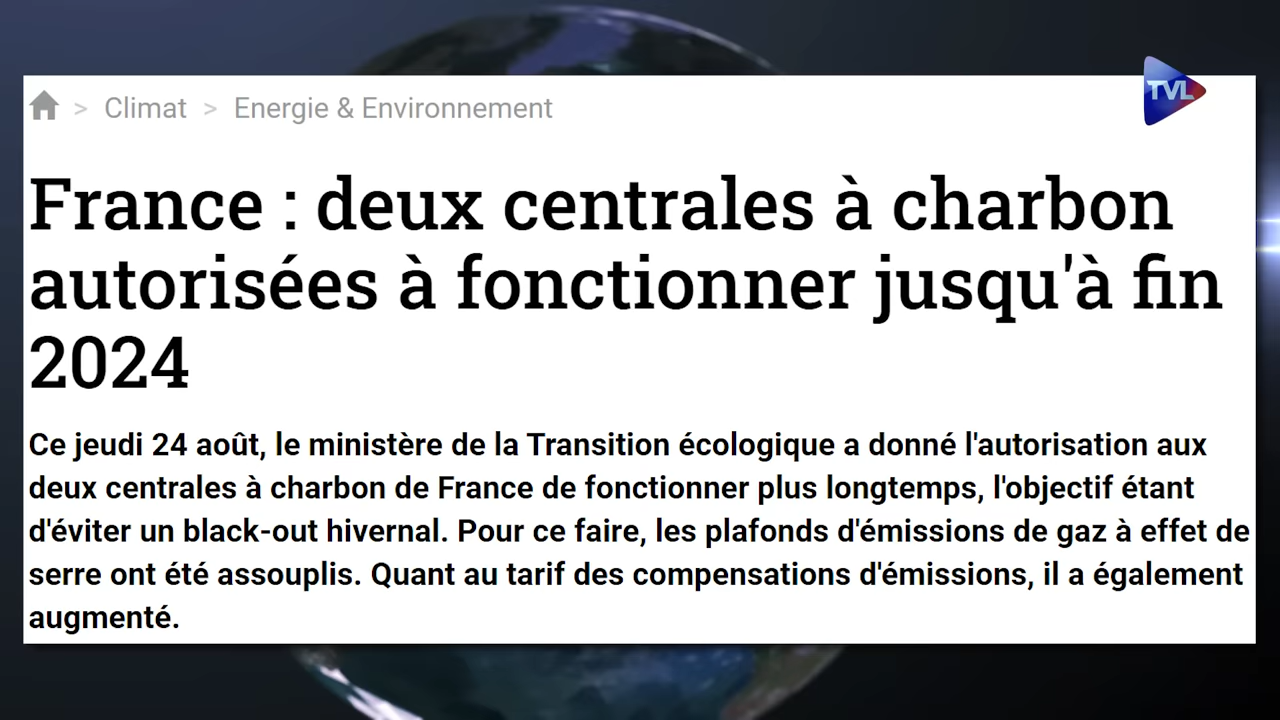 TVL
> Climat > Energie & Environnement
France : deux centrales à charbon
autorisées à fonctionner jusqu'à fin
2024
Ce jeudi 24 août, le ministère de la Transition écologique a donné l'autorisation aux
deux centrales à charbon de France de fonctionner plus longtemps, l'objectif étant
d'éviter un black-out hivernal. Pour ce faire, les plafonds d'émissions de gaz à effet de
serre ont été assouplis. Quant au tarif des compensations d'émissions, il a également
augmenté.